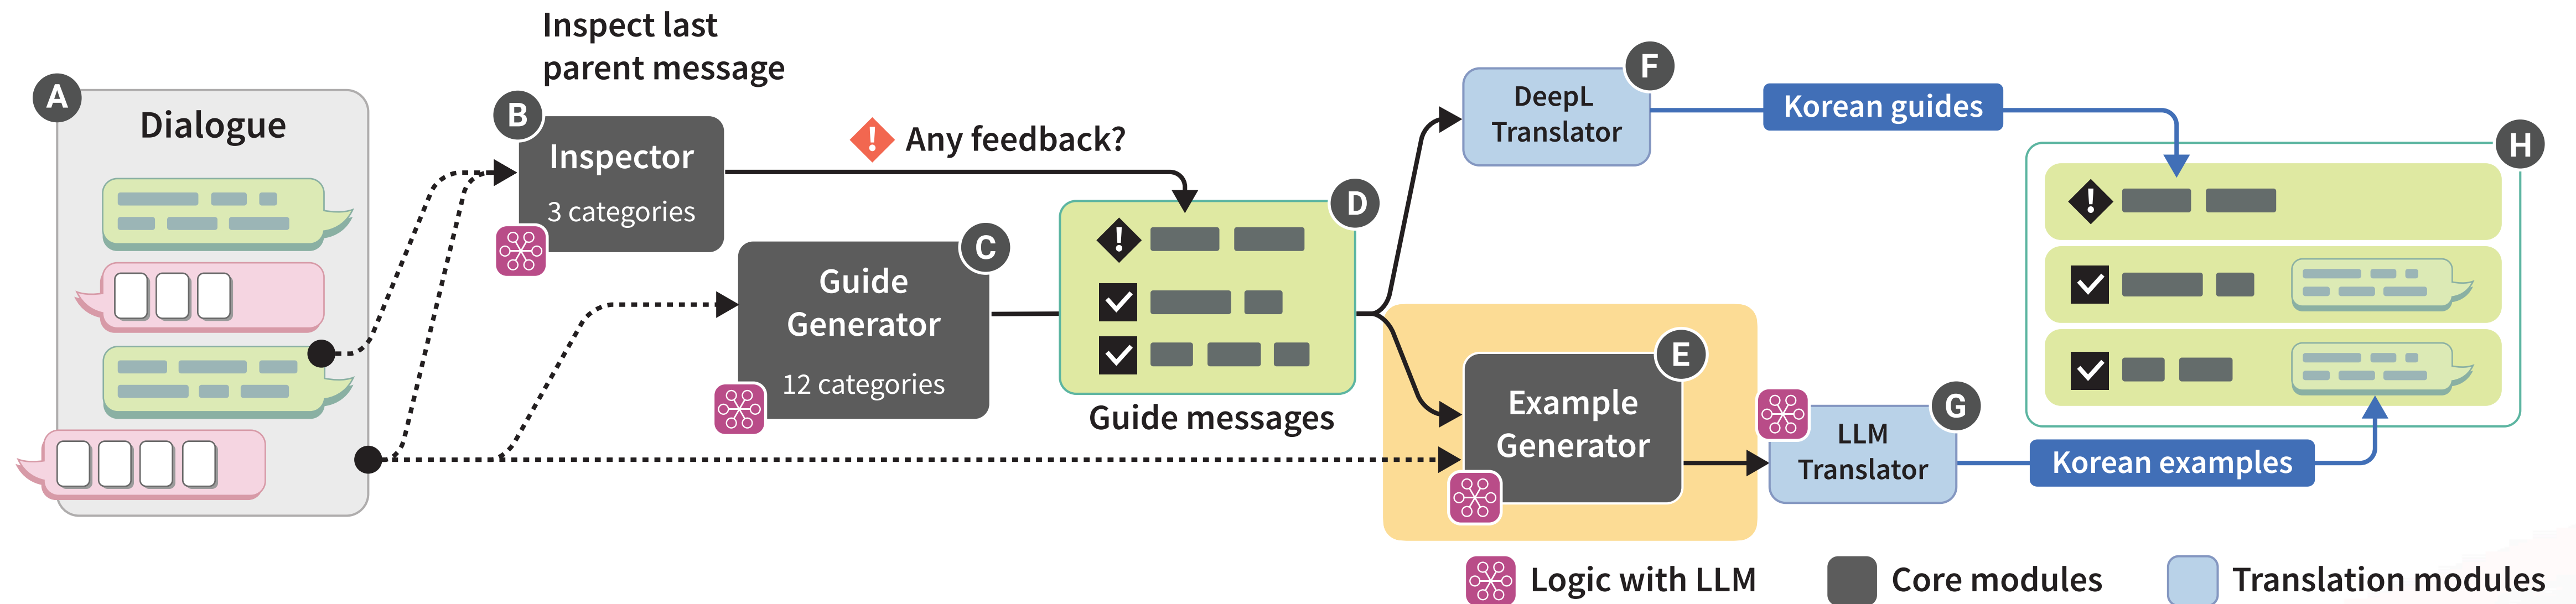 Inspect last
parent message
A
Dialogue
B
Inspector
3 categories
! Any feedback?
C
Guide
Generator
12 categories
D
!
Guide messages
F
DeepL
Translator
Korean guides
E
Example
Generator
G
LLM
Translator
Korean examples
H
!
Logic with LLM
Core modules
Translation modules